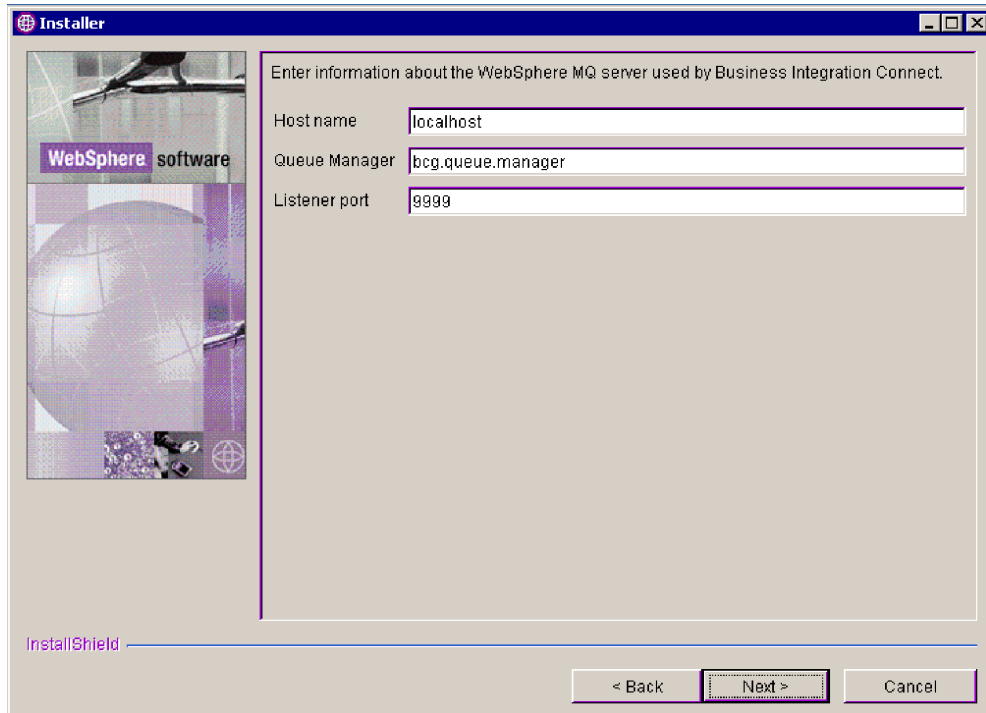 Installer
WebSphere software
Enter information about the WebSphere MQ server used by Business Integration Connect.
Host name localhost
Queue Manager bcg.queue.manager
Listener port 9999
InstallShield
< Back Next > Cancel